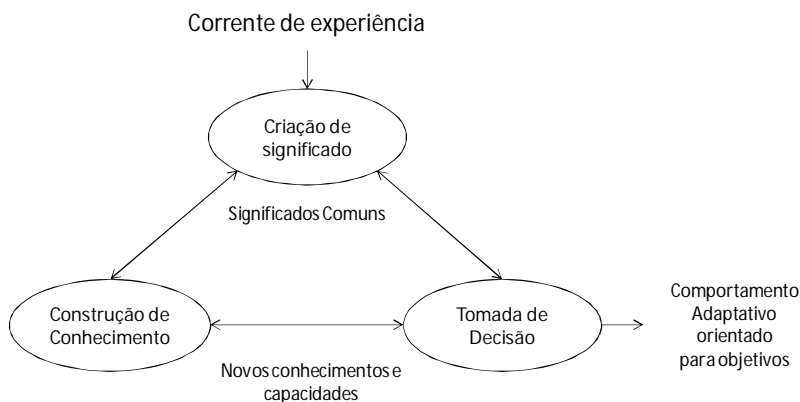 Corrente de experiência
Criação de
significado
Significados Comuns
Construção de
Conhecimento
Tomada de
Decisão
Comportamento
Adaptativo
orientado
para objetivos
Novos conhecimentos e
capacidades